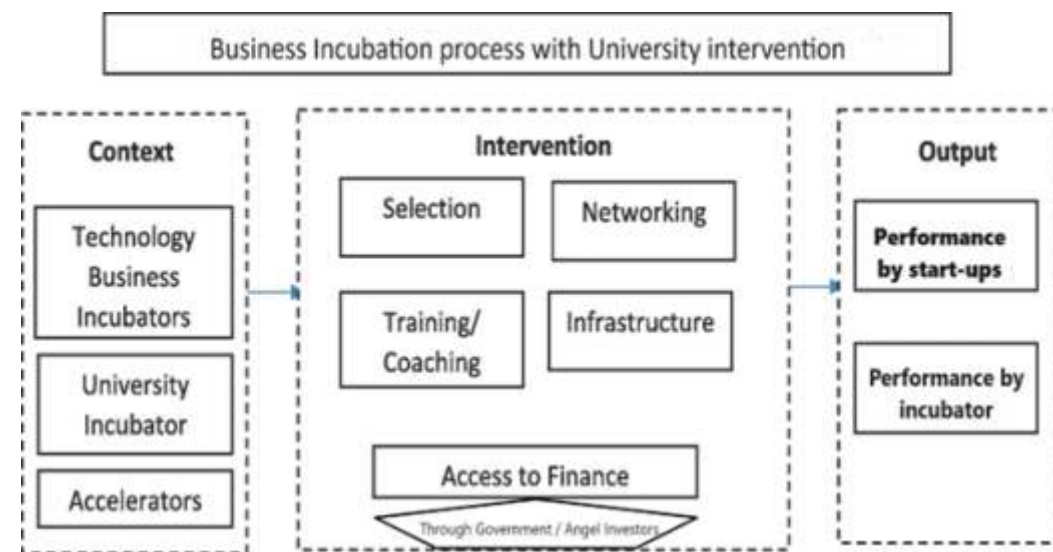 Business Incubation process with University intervention
Context
Technology
Business
Incubators
University
Incubator
Accelerators
Intervention
Selection
Networking
Training/
Coaching
Infrastructure
Access to Finance
Through Government / Angel Investors
Output
Performance
by start-ups
Performance by
incubator